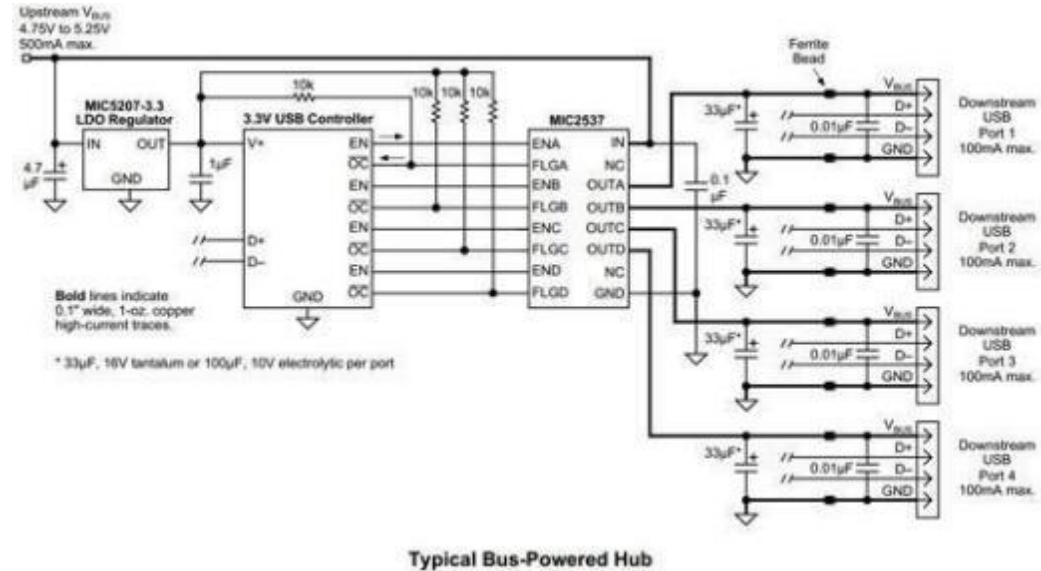 Upstream VBUS
4.75V to 5.25V
500mA max.
MIC5207-3.3
LDO Regulator
IN
OUT
GND
4.7
µF
1µF
10k
10k
10k
10k
3.3V USB Controller
V+
EN
OC
EN
OC
EN
OC
EN
OC
D+
D–
GND
MIC2537
ENA
FLGA
ENB
FLGB
ENC
FLGC
END
FLGD
IN
NC
OUTA
OUTB
OUTC
OUTD
NC
GND
0.1
µF
Bold lines indicate
0.1" wide, 1-oz. copper
high-current traces.
* 33µF, 16V tantalum or 100µF, 10V electrolytic per port
Ferrite
Bead
33µF*
0.01µF
VBUS
D+
D–
GND
Downstream
USB
Port 1
100mA max.
33µF*
0.01µF
VBUS
D+
D–
GND
Downstream
USB
Port 2
100mA max.
33µF*
0.01µF
VBUS
D+
D–
GND
Downstream
USB
Port 3
100mA max.
33µF*
0.01µF
VBUS
D+
D–
GND
Downstream
USB
Port 4
100mA max.
Typical Bus-Powered Hub